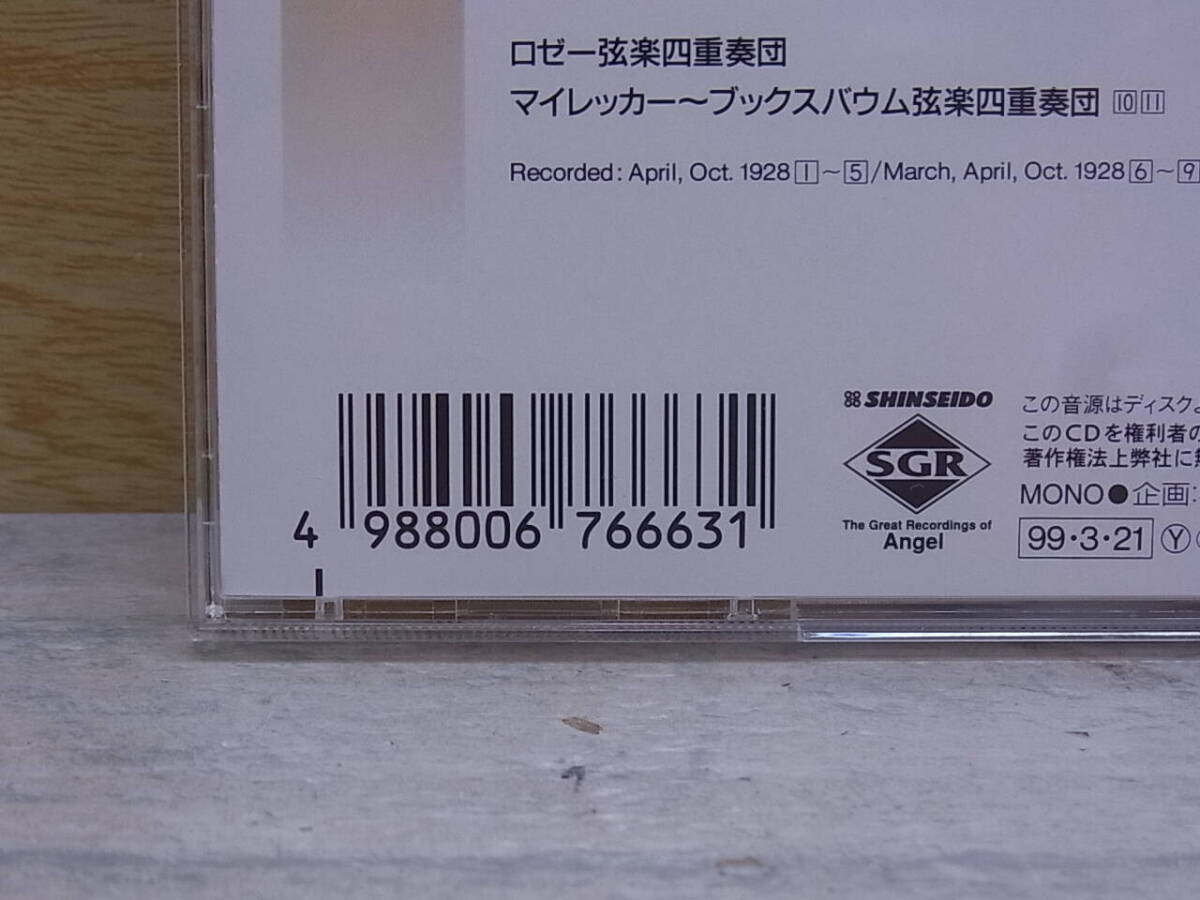 ロゼー弦楽四重奏団
マイレッカー～ブックスバウム弦楽四重奏団 10 11
Recorded: April, Oct. 1928 1～5/March, April, Oct. 1928 6～9
SHINSEIDO
SGR
The Great Recordings of
Angel
この音源はディスクよ
このCDを権利者の
著作権法上弊社に無
MONO●企画:
99・3・21 Ⓨ
4 988006 766631